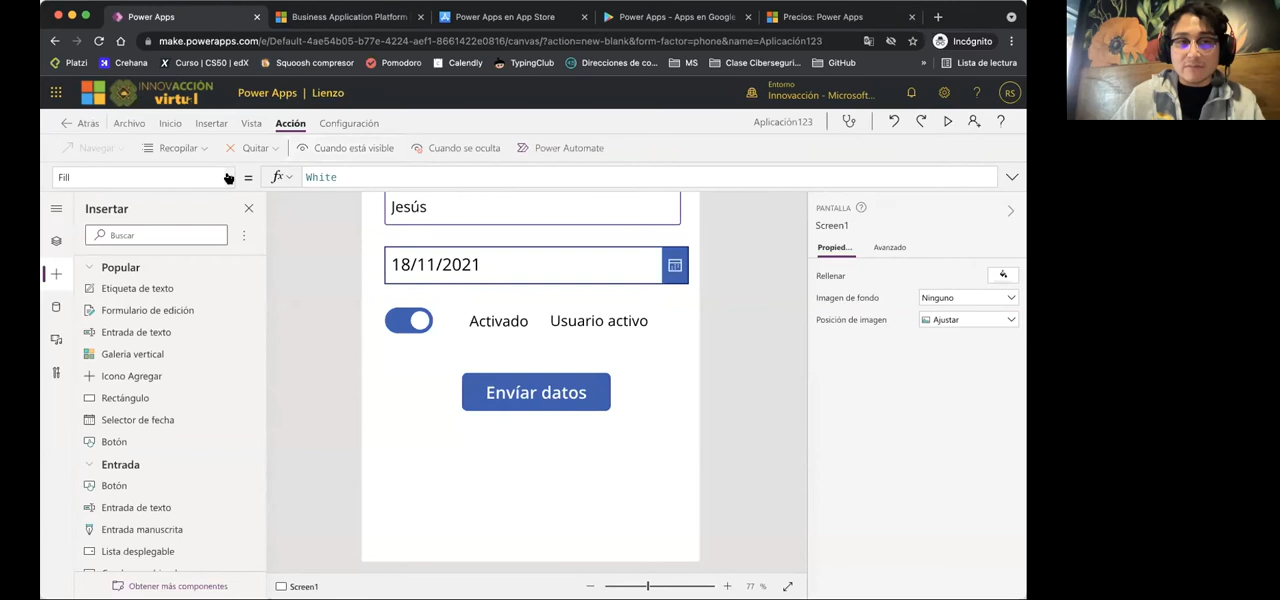 Power Apps
Business Application Platform
Power Apps en App Store
Power Apps - Apps en Google
Precios: Power Apps
make.powerapps.com/e/Default-4ae54b05-b77e-4224-aef1-8661422e0816/canvas/?action=new-blank&form-factor=phone&name=Aplicación123
Incógnito
Platzi
Crehana
Curso | CS50 | edX
Squoosh compresor
Pomodoro
Calendly
TypingClub
Direcciones de co...
MS
Clase Ciberseguri...
GitHub
»
Lista de lectura
INNOVACCIÓN
virtu l
Power Apps | Lienzo
Entorno
Innovacción - Microsoft...
RS
Atras
Archivo
Inicio
Insertar
Vista
Acción
Configuración
Aplicación123
Navegar
Recopilar
Quitar
Cuando está visible
Cuando se oculta
Power Automate
Fill
=
fx
White
Insertar
Buscar
Popular
Etiqueta de texto
Formulario de edición
Entrada de texto
Galeria vertical
Icono Agregar
Rectángulo
Selector de fecha
Botón
Entrada
Botón
Entrada de texto
Entrada manuscrita
Lista desplegable
Obtener más componentes
Jesús
18/11/2021
Activado
Usuario activo
Envíar datos
Screen1
77 %
PANTALLA
Screen1
Propied...
Avanzado
Rellenar
Imagen de fondo
Ninguno
Posición de imagen
Ajustar